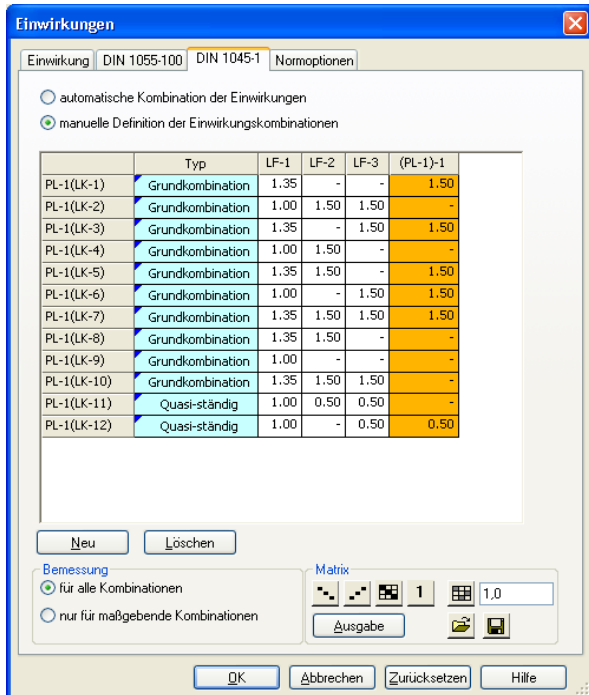 Einwirkungen
Einwirkung DIN 1055-100 DIN 1045-1 Normoptionen
automatische Kombination der Einwirkungen
manuelle Definition der Einwirkungskombinationen
Typ LF-1 LF-2 LF-3 (PL-1)-1
PL-1(LK-1) Grundkombination 1.35 - - 1.50
PL-1(LK-2) Grundkombination 1.00 1.50 1.50 -
PL-1(LK-3) Grundkombination 1.35 - 1.50 1.50
PL-1(LK-4) Grundkombination 1.00 1.50 - -
PL-1(LK-5) Grundkombination 1.35 1.50 - 1.50
PL-1(LK-6) Grundkombination 1.00 - 1.50 1.50
PL-1(LK-7) Grundkombination 1.35 1.50 1.50 1.50
PL-1(LK-8) Grundkombination 1.35 1.50 - -
PL-1(LK-9) Grundkombination 1.00 - - -
PL-1(LK-10) Grundkombination 1.35 1.50 1.50 -
PL-1(LK-11) Quasi-ständig 1.00 0.50 0.50 -
PL-1(LK-12) Quasi-ständig 1.00 - 0.50 0.50
Neu Löschen
Bemessung Matrix
für alle Kombinationen 1 1,0
nur für maßgebende Kombinationen Ausgabe
OK Abbrechen Zurücksetzen Hilfe